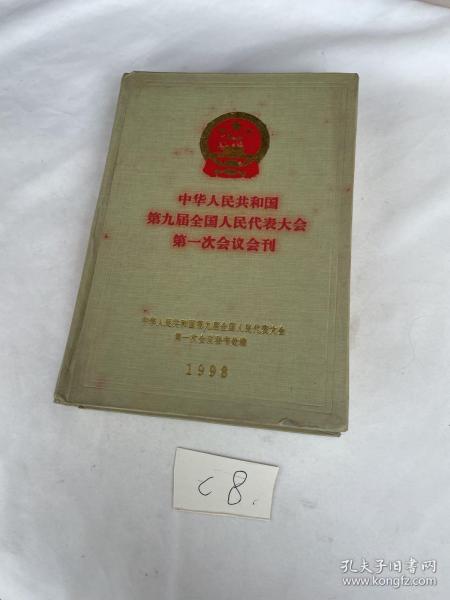 中华人民共和国
第九届全国人民代表大会
第一次会议会刊
中华人民共和国第九届全国人民代表大会
第一次会议秘书处编
1998
C8.
孔夫子旧书网
www.kongfz.com